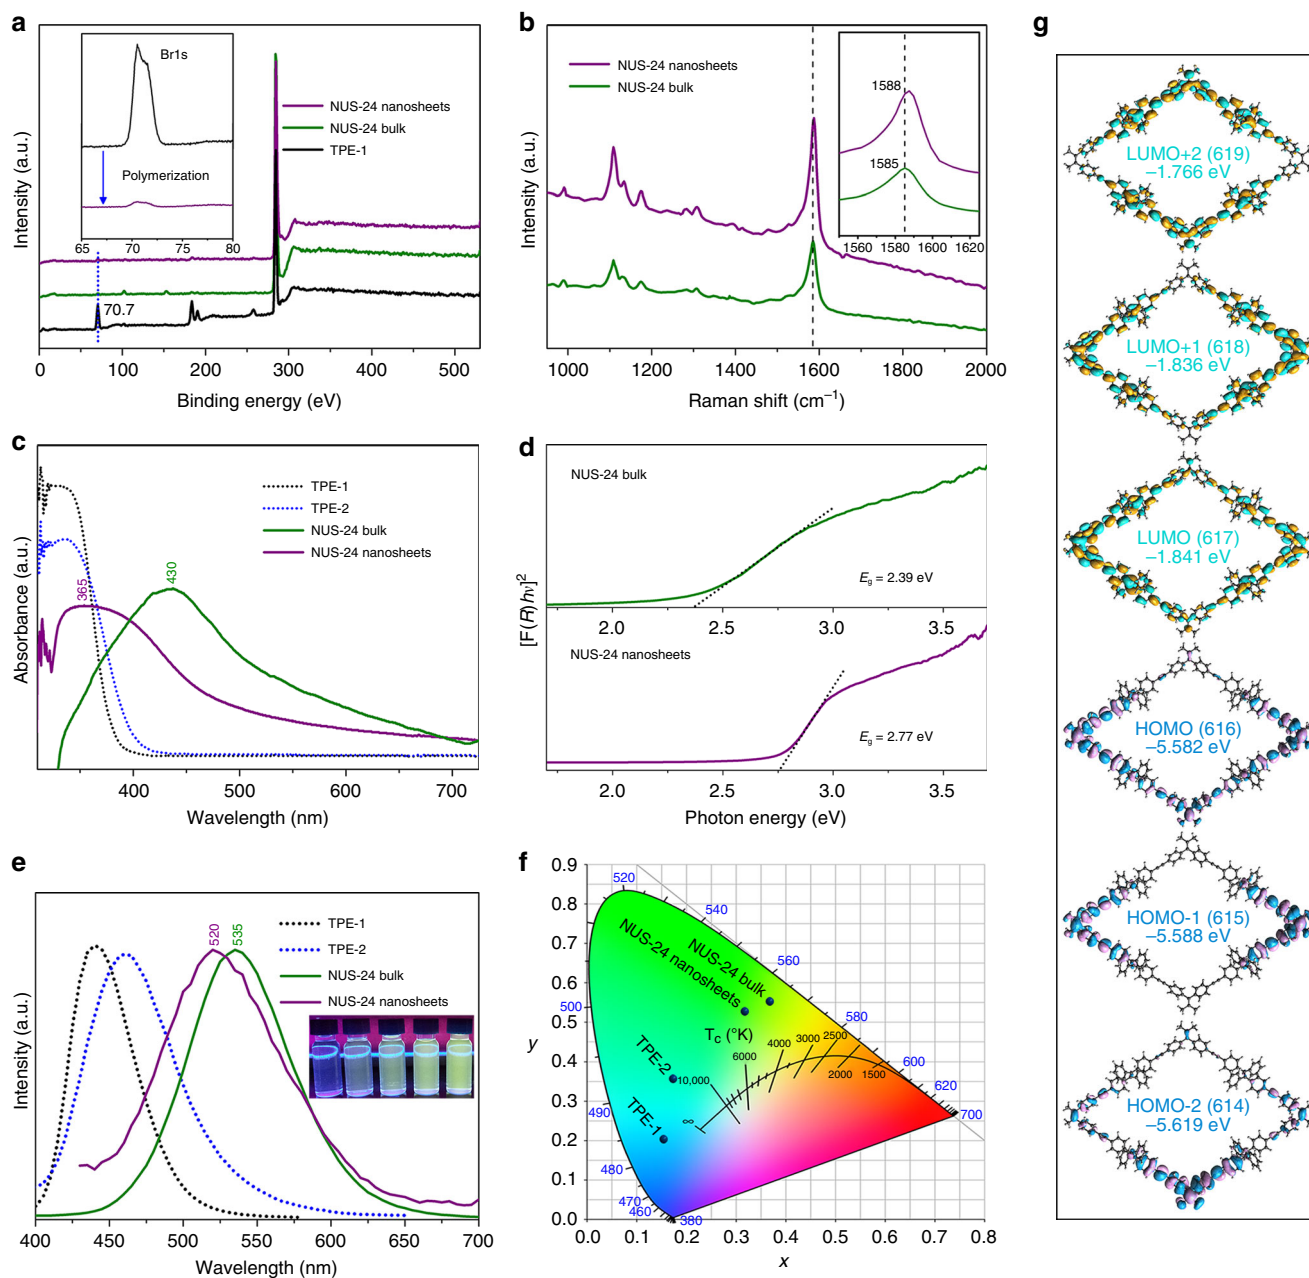 a
Br1s
Polymerization
65 70 75 80
NUS-24 nanosheets
NUS-24 bulk
TPE-1
70.7
Intensity (a.u.)
0 100 200 300 400 500
Binding energy (eV)
b
NUS-24 nanosheets
NUS-24 bulk
1588
1585
1560 1580 1600 1620
Intensity (a.u.)
1000 1200 1400 1600 1800 2000
Raman shift (cm⁻¹)
c
TPE-1
TPE-2
NUS-24 bulk
NUS-24 nanosheets
365
430
Absorbance (a.u.)
400 500 600 700
Wavelength (nm)
d
NUS-24 bulk
Eg = 2.39 eV
2.0 2.5 3.0 3.5
NUS-24 nanosheets
Eg = 2.77 eV
[F(R)hν]²
2.0 2.5 3.0 3.5
Photon energy (eV)
e
TPE-1
TPE-2
NUS-24 bulk
NUS-24 nanosheets
520
535
Intensity (a.u.)
400 450 500 550 600 650 700
Wavelength (nm)
f
0.9
0.8
0.7
0.6
0.5
0.4
0.3
0.2
0.1
0.0
y
520
540
560
580
600
620
700
500
490
480
470
460
380
NUS-24 bulk
NUS-24 nanosheets
TPE-2
TPE-1
Tc (°K)
∞
10,000
6000
4000
3000
2500
2000
1500
0.0 0.1 0.2 0.3 0.4 0.5 0.6 0.7 0.8
x
g
LUMO+2 (619)
−1.766 eV
LUMO+1 (618)
−1.836 eV
LUMO (617)
−1.841 eV
HOMO (616)
−5.582 eV
HOMO-1 (615)
−5.588 eV
HOMO-2 (614)
−5.619 eV